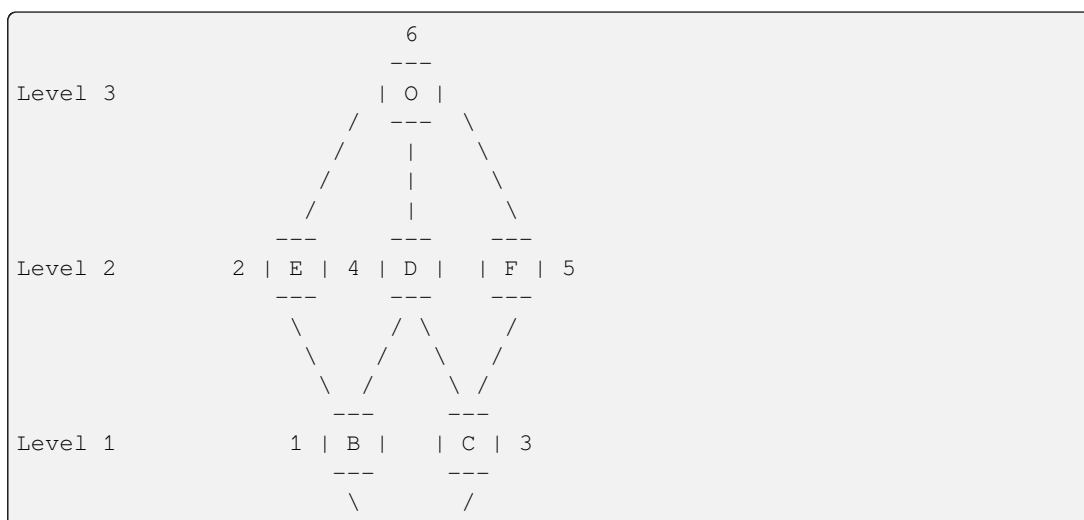 6
                         ---
Level 3                 | O |
                      /  ---  \
                     /    |    \
                    /     |     \
                   /      |      \
                 ---     ---    ---
Level 2       2 | E | 4 | D |  | F | 5
                 ---     ---    ---
                  \      / \     /
                   \    /   \   /
                    \  /     \ /
                     ---     ---
Level 1           1 | B |   | C | 3
                     ---     ---
                      \       /